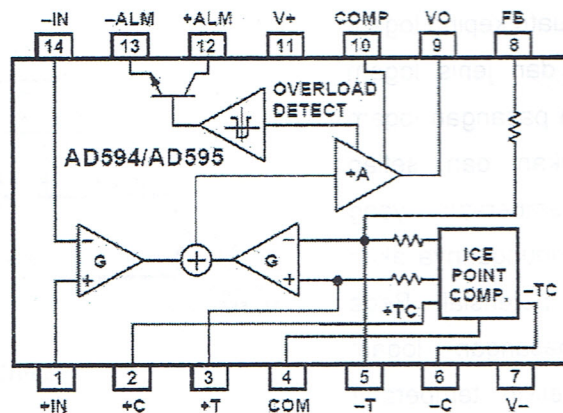 −IN −ALM +ALM V+ COMP VO FB
14 13 12 11 10 9 8
OVERLOAD
DETECT
AD594/AD595
+A
− G G − ICE
POINT
+ + + COMP.
−TC
+TC
1 2 3 4 5 6 7
+IN +C +T COM −T −C V−